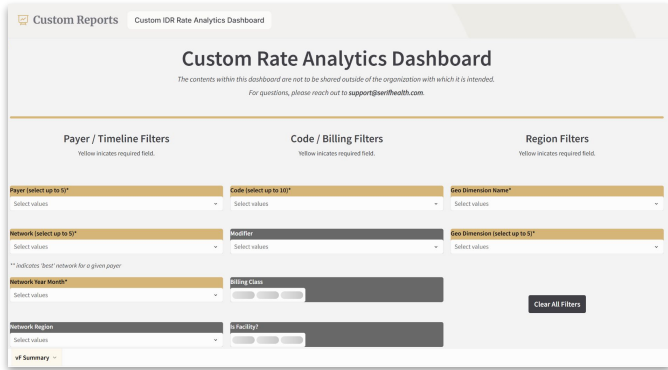 Custom Reports
Custom IDR Rate Analytics Dashboard
Custom Rate Analytics Dashboard
The contents within this dashboard are not to be shared outside of the organization with which it is intended.
For questions, please reach out to support@serifhealth.com.
Payer / Timeline Filters
Yellow inicates required field.
Code / Billing Filters
Yellow inicates required field.
Region Filters
Yellow inicates required field.
Payer (select up to 5)*
Select values
Code (select up to 10)*
Select values
Geo Dimension Name*
Select values
Network (select up to 5)*
Select values
Modifier
Select values
Geo Dimension (select up to 5)*
Select values
** indicates 'best' network for a given payer
Network Year Month*
Select values
Billing Class
Clear All Filters
Network Region
Select values
Is Facility?
vF Summary